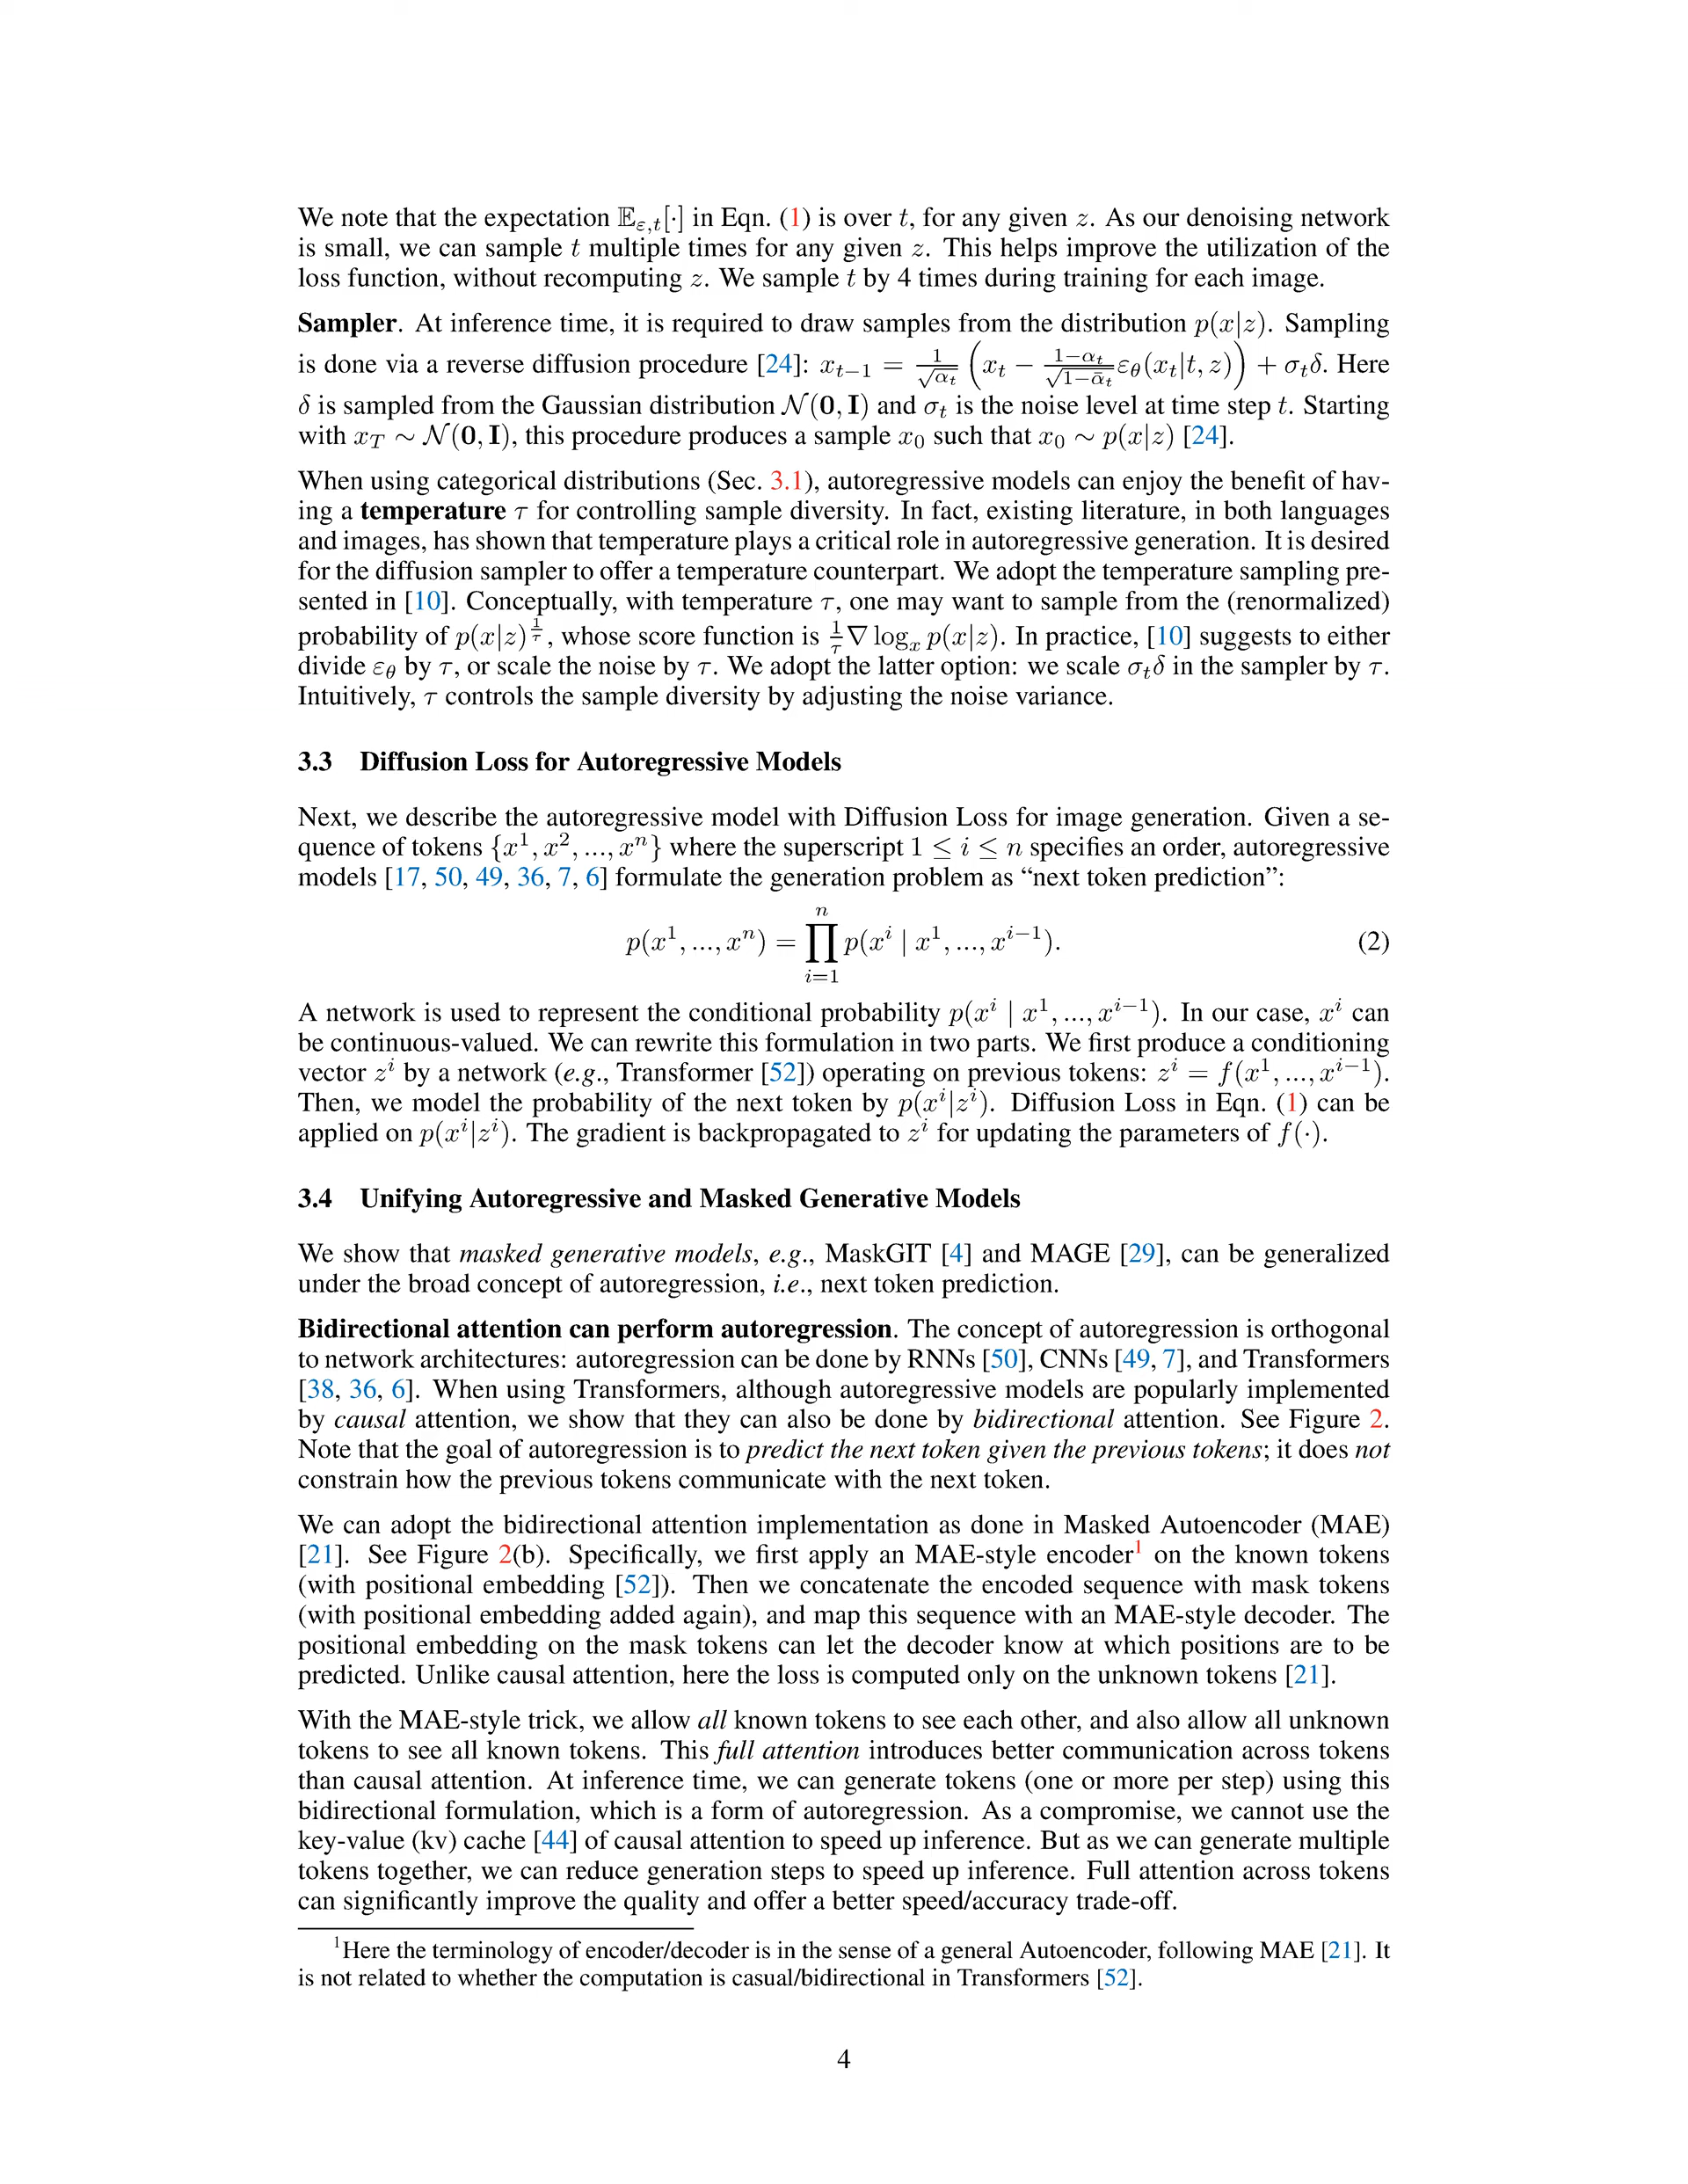 We note that the expectation 𝔼ε,t[·] in Eqn. (1) is over t, for any given z. As our denoising network
is small, we can sample t multiple times for any given z. This helps improve the utilization of the
loss function, without recomputing z. We sample t by 4 times during training for each image.
Sampler. At inference time, it is required to draw samples from the distribution p(x|z). Sampling
is done via a reverse diffusion procedure [24]: x_{t−1} = \frac{1}{\sqrt{α_t}} ( x_t − \frac{1−α_t}{\sqrt{1−\bar{α}_t}} ε_θ(x_t|t, z) ) + σ_tδ. Here
δ is sampled from the Gaussian distribution N(0, I) and σ_t is the noise level at time step t. Starting
with x_T ∼ N(0, I), this procedure produces a sample x_0 such that x_0 ∼ p(x|z) [24].
When using categorical distributions (Sec. 3.1), autoregressive models can enjoy the benefit of hav-
ing a temperature τ for controlling sample diversity. In fact, existing literature, in both languages
and images, has shown that temperature plays a critical role in autoregressive generation. It is desired
for the diffusion sampler to offer a temperature counterpart. We adopt the temperature sampling pre-
sented in [10]. Conceptually, with temperature τ, one may want to sample from the (renormalized)
probability of p(x|z)^{\frac{1}{τ}}, whose score function is \frac{1}{τ}∇ log_x p(x|z). In practice, [10] suggests to either
divide ε_θ by τ, or scale the noise by τ. We adopt the latter option: we scale σ_tδ in the sampler by τ.
Intuitively, τ controls the sample diversity by adjusting the noise variance.
3.3 Diffusion Loss for Autoregressive Models
Next, we describe the autoregressive model with Diffusion Loss for image generation. Given a se-
quence of tokens {x^1, x^2, ..., x^n} where the superscript 1 ≤ i ≤ n specifies an order, autoregressive
models [17, 50, 49, 36, 7, 6] formulate the generation problem as “next token prediction”:
p(x^1, ..., x^n) = ∏_{i=1}^{n} p(x^i | x^1, ..., x^{i−1}). (2)
A network is used to represent the conditional probability p(x^i | x^1, ..., x^{i−1}). In our case, x^i can
be continuous-valued. We can rewrite this formulation in two parts. We first produce a conditioning
vector z^i by a network (e.g., Transformer [52]) operating on previous tokens: z^i = f(x^1, ..., x^{i−1}).
Then, we model the probability of the next token by p(x^i|z^i). Diffusion Loss in Eqn. (1) can be
applied on p(x^i|z^i). The gradient is backpropagated to z^i for updating the parameters of f(·).
3.4 Unifying Autoregressive and Masked Generative Models
We show that masked generative models, e.g., MaskGIT [4] and MAGE [29], can be generalized
under the broad concept of autoregression, i.e., next token prediction.
Bidirectional attention can perform autoregression. The concept of autoregression is orthogonal
to network architectures: autoregression can be done by RNNs [50], CNNs [49, 7], and Transformers
[38, 36, 6]. When using Transformers, although autoregressive models are popularly implemented
by causal attention, we show that they can also be done by bidirectional attention. See Figure 2.
Note that the goal of autoregression is to predict the next token given the previous tokens; it does not
constrain how the previous tokens communicate with the next token.
We can adopt the bidirectional attention implementation as done in Masked Autoencoder (MAE)
[21]. See Figure 2(b). Specifically, we first apply an MAE-style encoder¹ on the known tokens
(with positional embedding [52]). Then we concatenate the encoded sequence with mask tokens
(with positional embedding added again), and map this sequence with an MAE-style decoder. The
positional embedding on the mask tokens can let the decoder know at which positions are to be
predicted. Unlike causal attention, here the loss is computed only on the unknown tokens [21].
With the MAE-style trick, we allow all known tokens to see each other, and also allow all unknown
tokens to see all known tokens. This full attention introduces better communication across tokens
than causal attention. At inference time, we can generate tokens (one or more per step) using this
bidirectional formulation, which is a form of autoregression. As a compromise, we cannot use the
key-value (kv) cache [44] of causal attention to speed up inference. But as we can generate multiple
tokens together, we can reduce generation steps to speed up inference. Full attention across tokens
can significantly improve the quality and offer a better speed/accuracy trade-off.
¹Here the terminology of encoder/decoder is in the sense of a general Autoencoder, following MAE [21]. It
is not related to whether the computation is casual/bidirectional in Transformers [52].
4